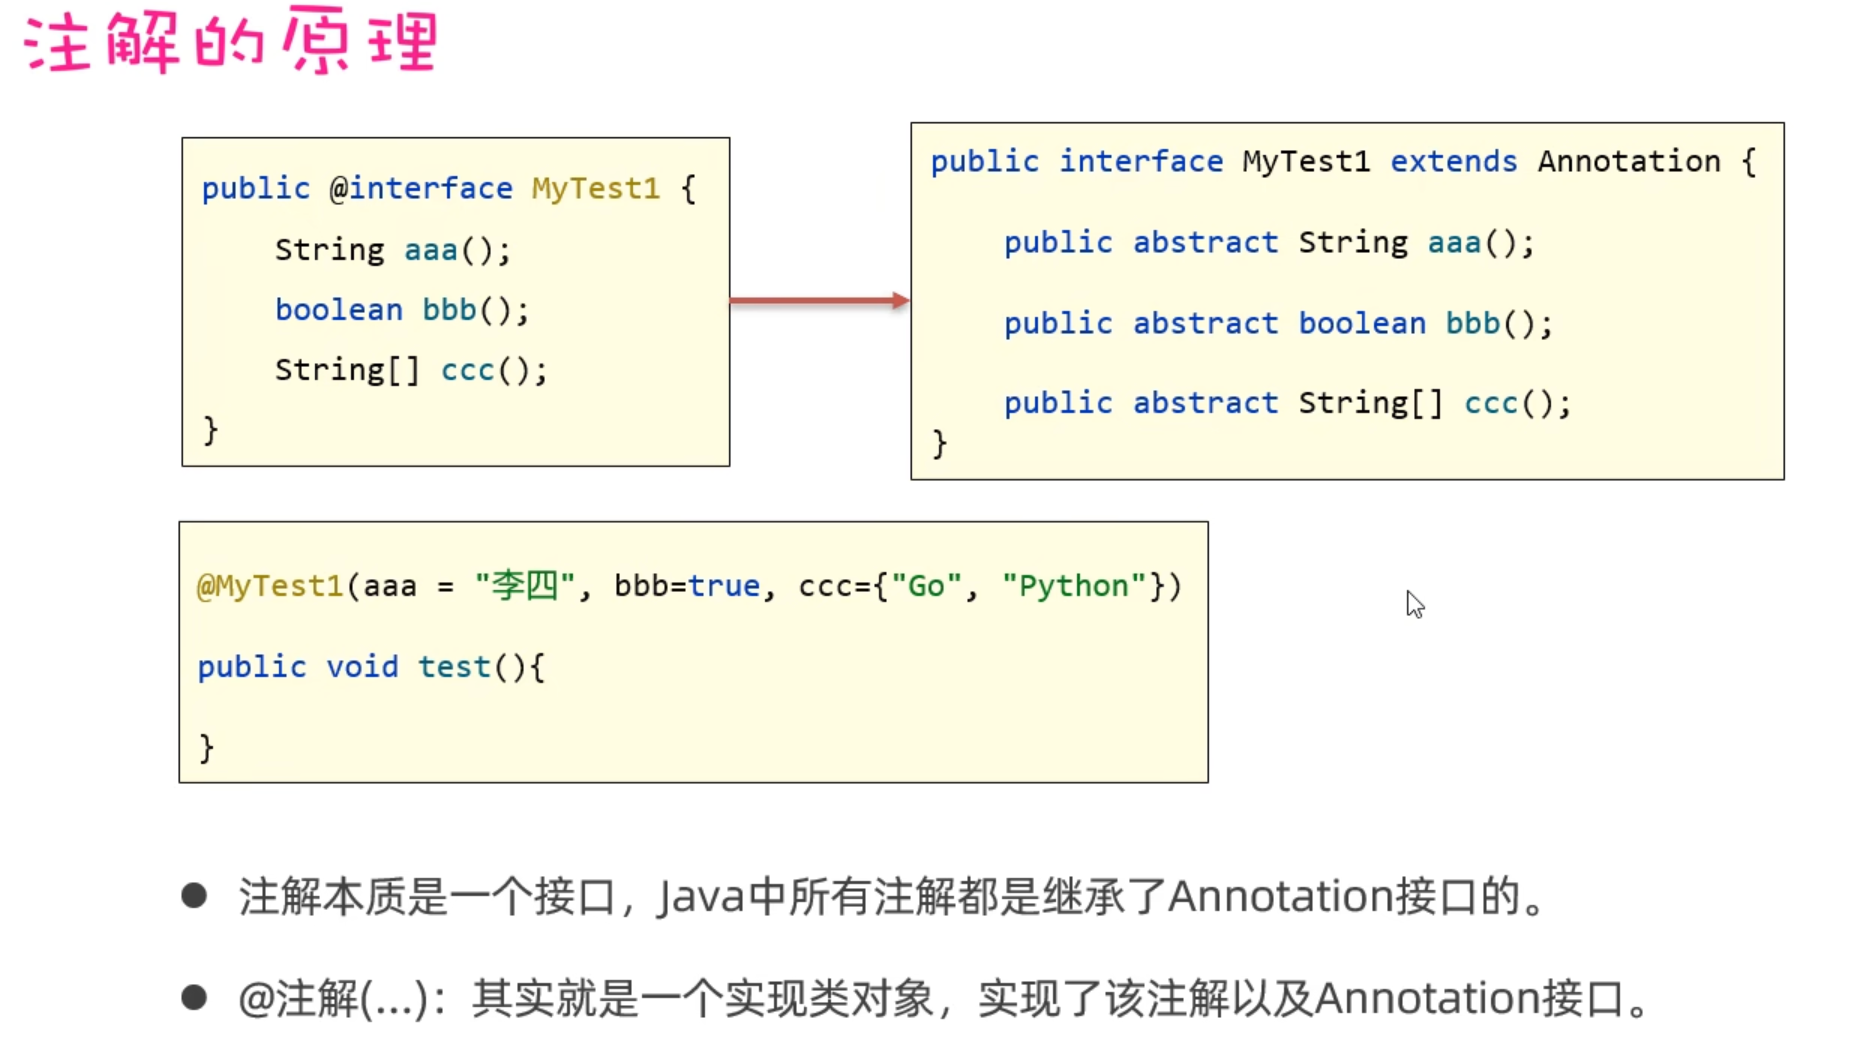 注解的原理
public @interface MyTest1 {
String aaa();
boolean bbb();
String[] ccc();
}
public interface MyTest1 extends Annotation {
public abstract String aaa();
public abstract boolean bbb();
public abstract String[] ccc();
}
@MyTest1(aaa = "李四", bbb=true, ccc={"Go", "Python"})
public void test(){
}
● 注解本质是一个接口，Java中所有注解都是继承了Annotation接口的。
● @注解(...)：其实就是一个实现类对象，实现了该注解以及Annotation接口。